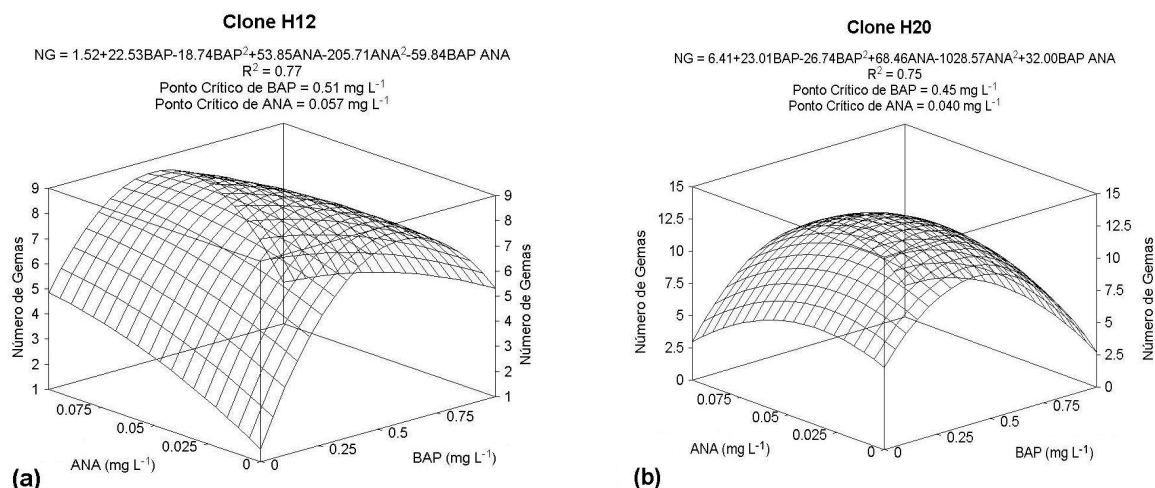 Clone H12
NG = 1.52+22.53BAP-18.74BAP²+53.85ANA-205.71ANA²-59.84BAP ANA
R² = 0.77
Ponto Crítico de BAP = 0.51 mg L⁻¹
Ponto Crítico de ANA = 0.057 mg L⁻¹
9
8
7
6
5
4
3
2
1
Número de Gemas
9
8
7
6
5
4
3
2
1
Número de Gemas
0.075
0.05
0.025
0
ANA (mg L⁻¹)
0
0.25
0.5
0.75
BAP (mg L⁻¹)
(a)
Clone H20
NG = 6.41+23.01BAP-26.74BAP²+68.46ANA-1028.57ANA²+32.00BAP ANA
R² = 0.75
Ponto Crítico de BAP = 0.45 mg L⁻¹
Ponto Crítico de ANA = 0.040 mg L⁻¹
15
12.5
10
7.5
5
2.5
0
Número de Gemas
15
12.5
10
7.5
5
2.5
0
Número de Gemas
0.075
0.05
0.025
0
ANA (mg L⁻¹)
0
0.25
0.5
0.75
BAP (mg L⁻¹)
(b)